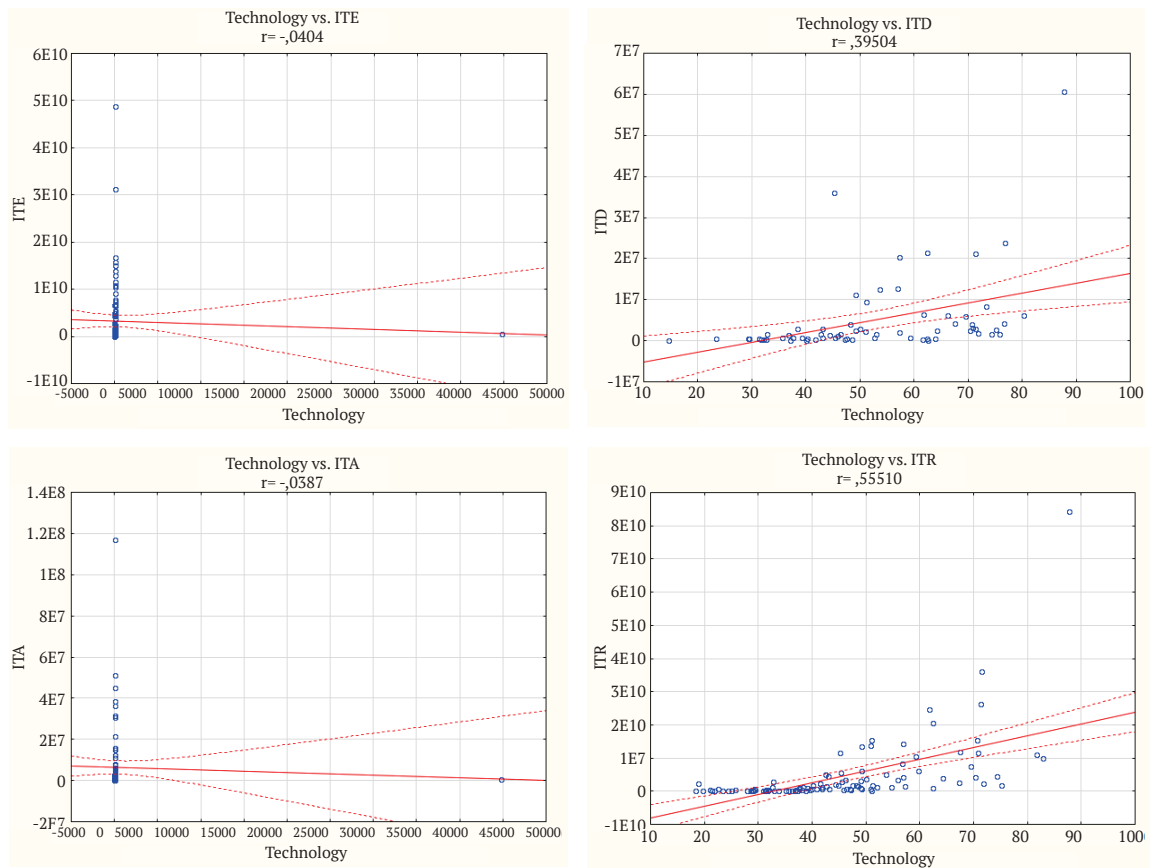 Technology vs. ITE
r= -,0404
6E10
5E10
4E10
3E10
2E10
1E10
0
-1E10
ITE
-5000 0 5000 10000 15000 20000 25000 30000 35000 40000 45000 50000
Technology
Technology vs. ITD
r= ,39504
7E7
6E7
5E7
4E7
3E7
2E7
1E7
0
-1E7
ITD
10 20 30 40 50 60 70 80 90 100
Technology
Technology vs. ITA
r= -,0387
1.4E8
1.2E8
1E8
8E7
6E7
4E7
2E7
0
-2F7
ITA
-5000 0 5000 10000 15000 20000 25000 30000 35000 40000 45000 50000
Technology
Technology vs. ITR
r= ,55510
9E10
8E10
7E10
6E10
5E10
4E10
3E10
2E10
1E10
0
-1E10
ITR
10 20 30 40 50 60 70 80 90 100
Technology